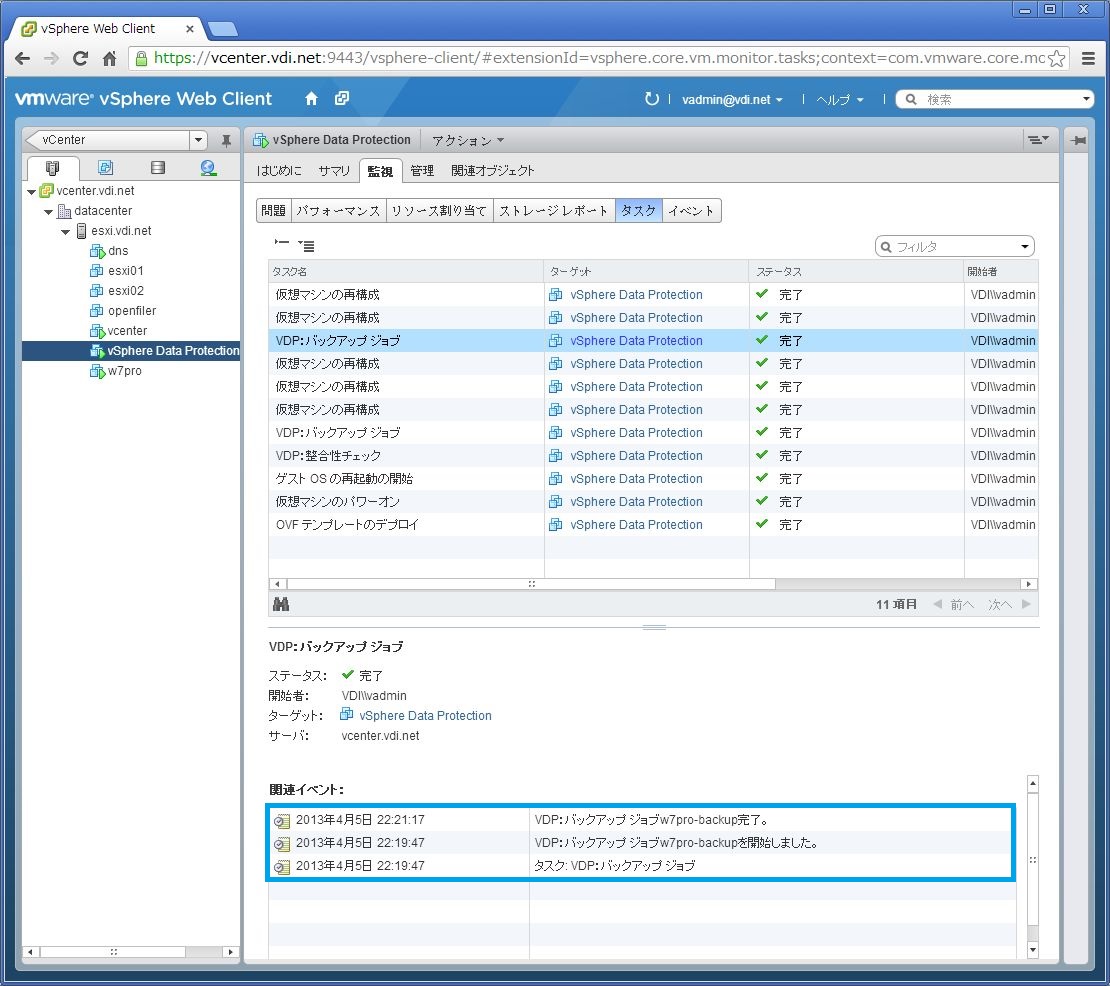 vSphere Web Client
https://vcenter.vdi.net:9443/vsphere-client/#extensionId=vsphere.core.vm.monitor.tasks;context=com.vmware.core.mc
vmware® vSphere Web Client vadmin@vdi.net ヘルプ 検索
vCenter
vcenter.vdi.net
datacenter
esxi.vdi.net
dns
esxi01
esxi02
openfiler
vcenter
vSphere Data Protection
w7pro
vSphere Data Protection アクション
はじめに サマリ 監視 管理 関連オブジェクト
問題 パフォーマンス リソース割り当て ストレージ レポート タスク イベント
フィルタ
タスク名 ターゲット ステータス 開始者
仮想マシンの再構成 vSphere Data Protection 完了 VDI\\vadmin
仮想マシンの再構成 vSphere Data Protection 完了 VDI\\vadmin
VDP: バックアップ ジョブ vSphere Data Protection 完了 VDI\\vadmin
仮想マシンの再構成 vSphere Data Protection 完了 VDI\\vadmin
仮想マシンの再構成 vSphere Data Protection 完了 VDI\\vadmin
仮想マシンの再構成 vSphere Data Protection 完了 VDI\\vadmin
VDP: バックアップ ジョブ vSphere Data Protection 完了 VDI\\vadmin
VDP: 整合性チェック vSphere Data Protection 完了 VDI\\vadmin
ゲスト OS の再起動の開始 vSphere Data Protection 完了 VDI\\vadmin
仮想マシンのパワーオン vSphere Data Protection 完了 VDI\\vadmin
OVF テンプレートのデプロイ vSphere Data Protection 完了 VDI\\vadmin
11 項目 前へ 次へ
VDP: バックアップ ジョブ
ステータス: 完了
開始者: VDI\\vadmin
ターゲット: vSphere Data Protection
サーバ: vcenter.vdi.net
関連イベント:
2013年4月5日 22:21:17 VDP: バックアップ ジョブw7pro-backup完了。
2013年4月5日 22:19:47 VDP: バックアップ ジョブw7pro-backupを開始しました。
2013年4月5日 22:19:47 タスク: VDP: バックアップ ジョブ